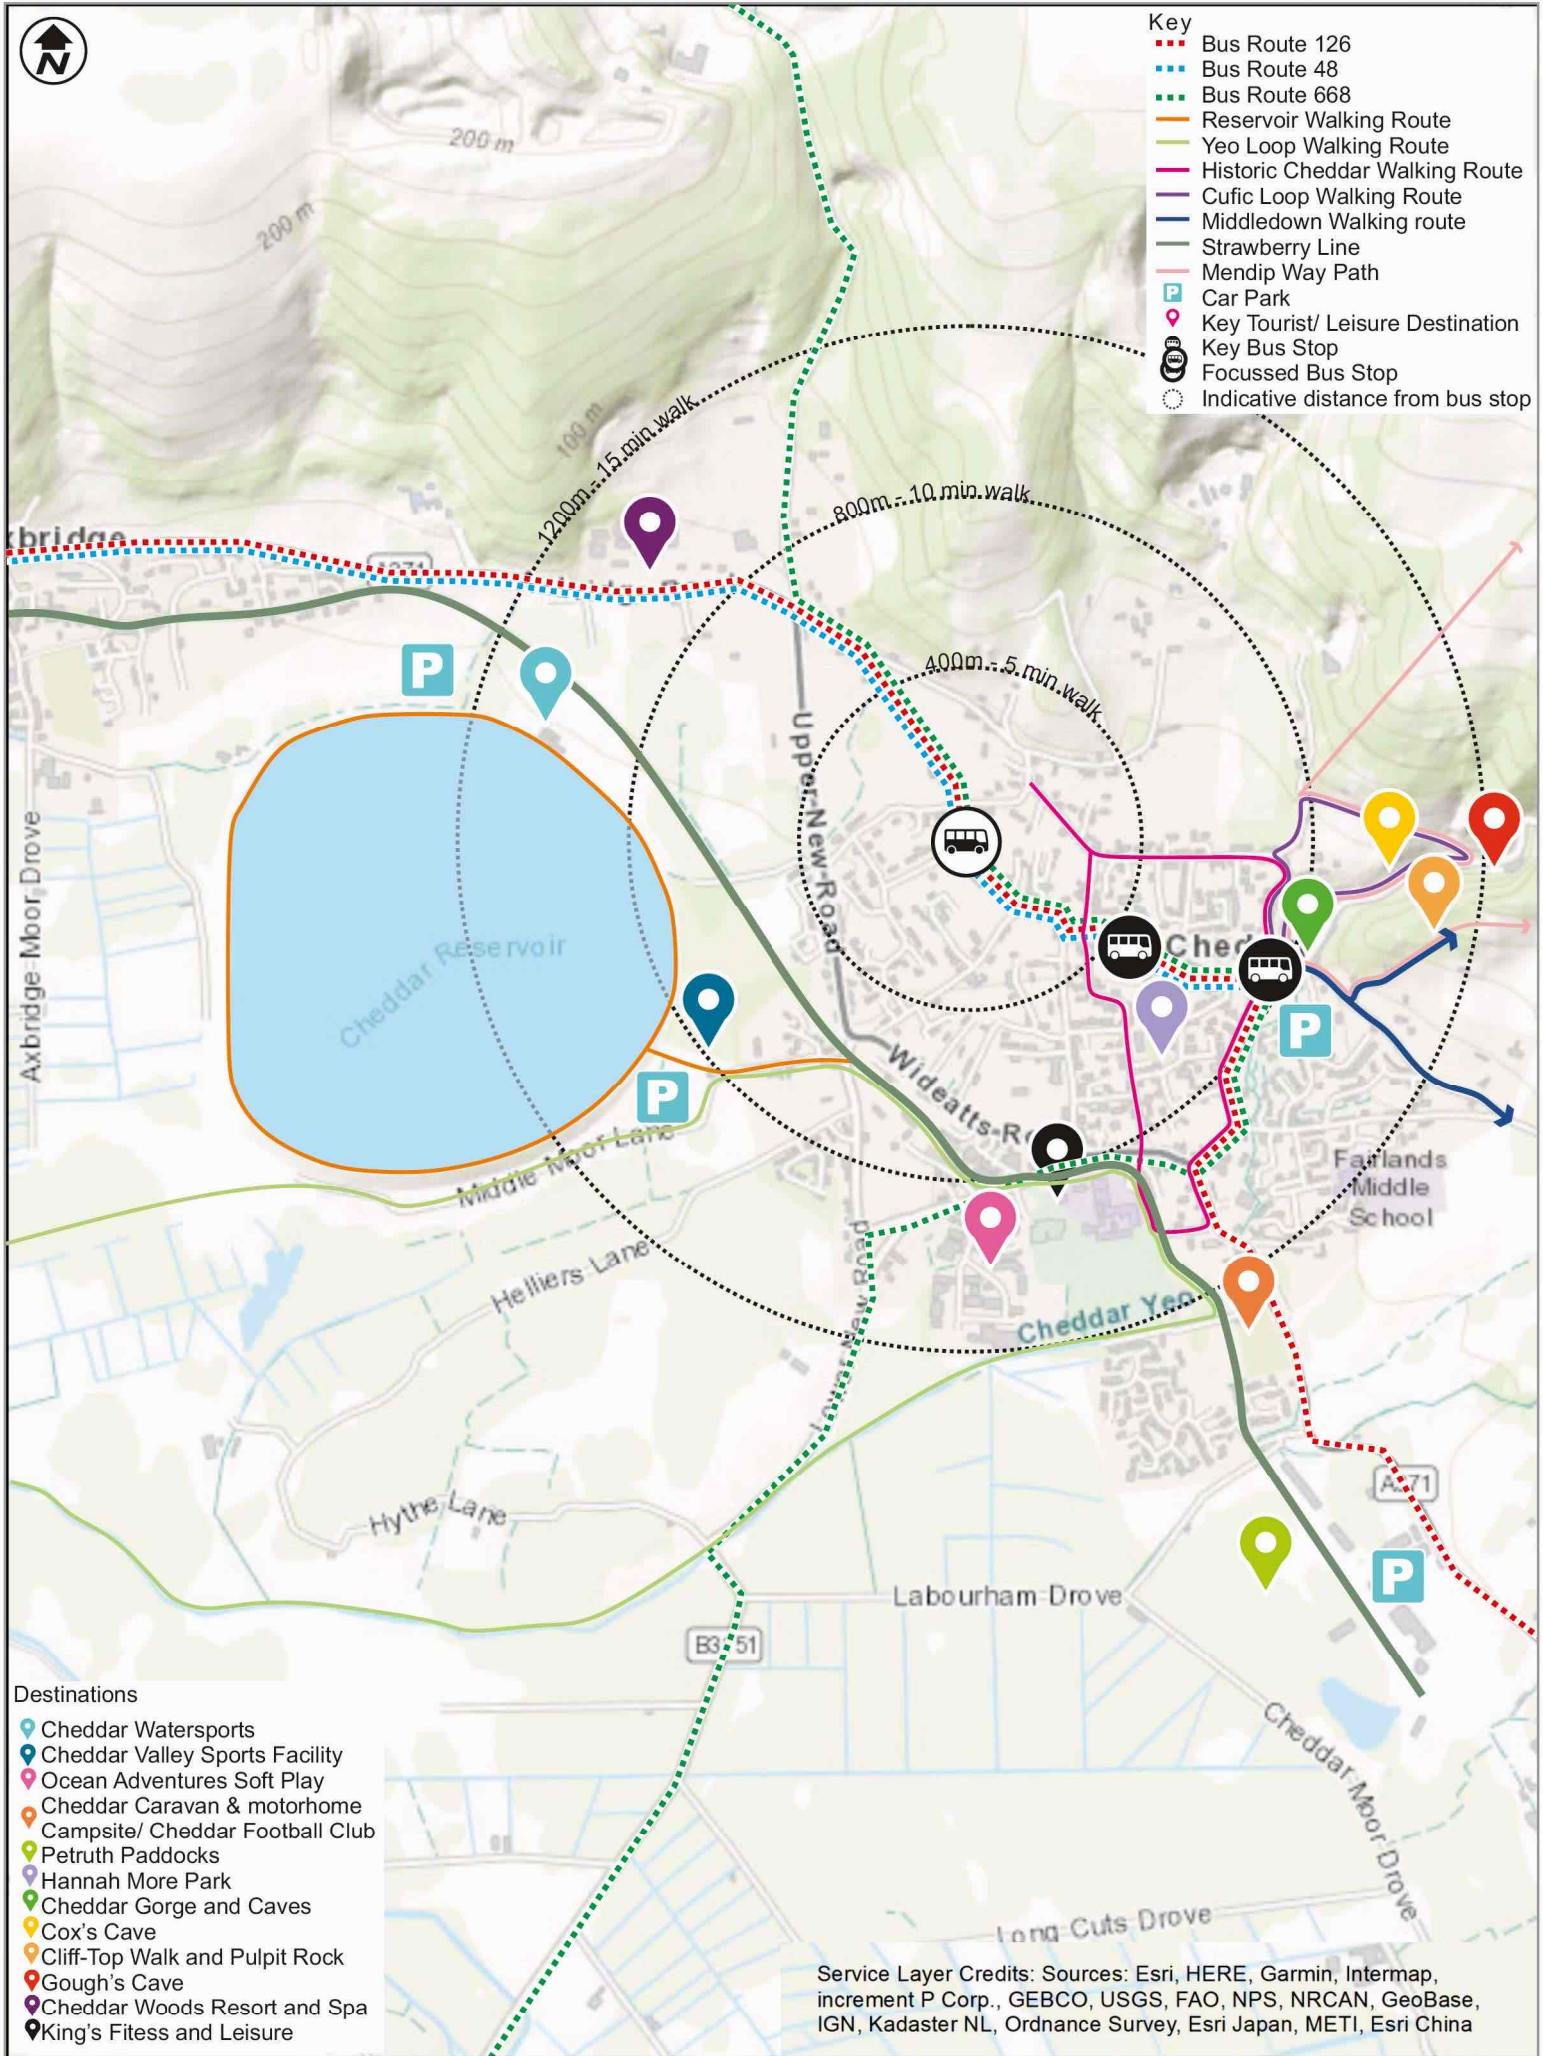 N
Key
Bus Route 126
Bus Route 48
Bus Route 668
Reservoir Walking Route
Yeo Loop Walking Route
Historic Cheddar Walking Route
Cufic Loop Walking Route
Middledown Walking route
Strawberry Line
Mendip Way Path
P Car Park
Key Tourist/ Leisure Destination
Key Bus Stop
Focussed Bus Stop
Indicative distance from bus stop
200 m
200 m
100 m
1200m - 15 min walk
800m - 10 min walk
400m - 5 min walk
xbridge
P
Upper New Road
Axbridge Moor Drove
Cheddar Reservoir
Ched
P
P
Wideatts-R
Middle Moor Lane
Fairlands
Middle
School
Helliers Lane
Cheddar Yeo
Hythe Lane
A371
P
Labourham Drove
B3151
Cheddar Moor Drove
Long Cuts Drove
Destinations
Cheddar Watersports
Cheddar Valley Sports Facility
Ocean Adventures Soft Play
Cheddar Caravan & motorhome
Campsite/ Cheddar Football Club
Petruth Paddocks
Hannah More Park
Cheddar Gorge and Caves
Cox's Cave
Cliff-Top Walk and Pulpit Rock
Gough's Cave
Cheddar Woods Resort and Spa
King's Fitess and Leisure
Service Layer Credits: Sources: Esri, HERE, Garmin, Intermap,
increment P Corp., GEBCO, USGS, FAO, NPS, NRCAN, GeoBase,
IGN, Kadaster NL, Ordnance Survey, Esri Japan, METI, Esri China